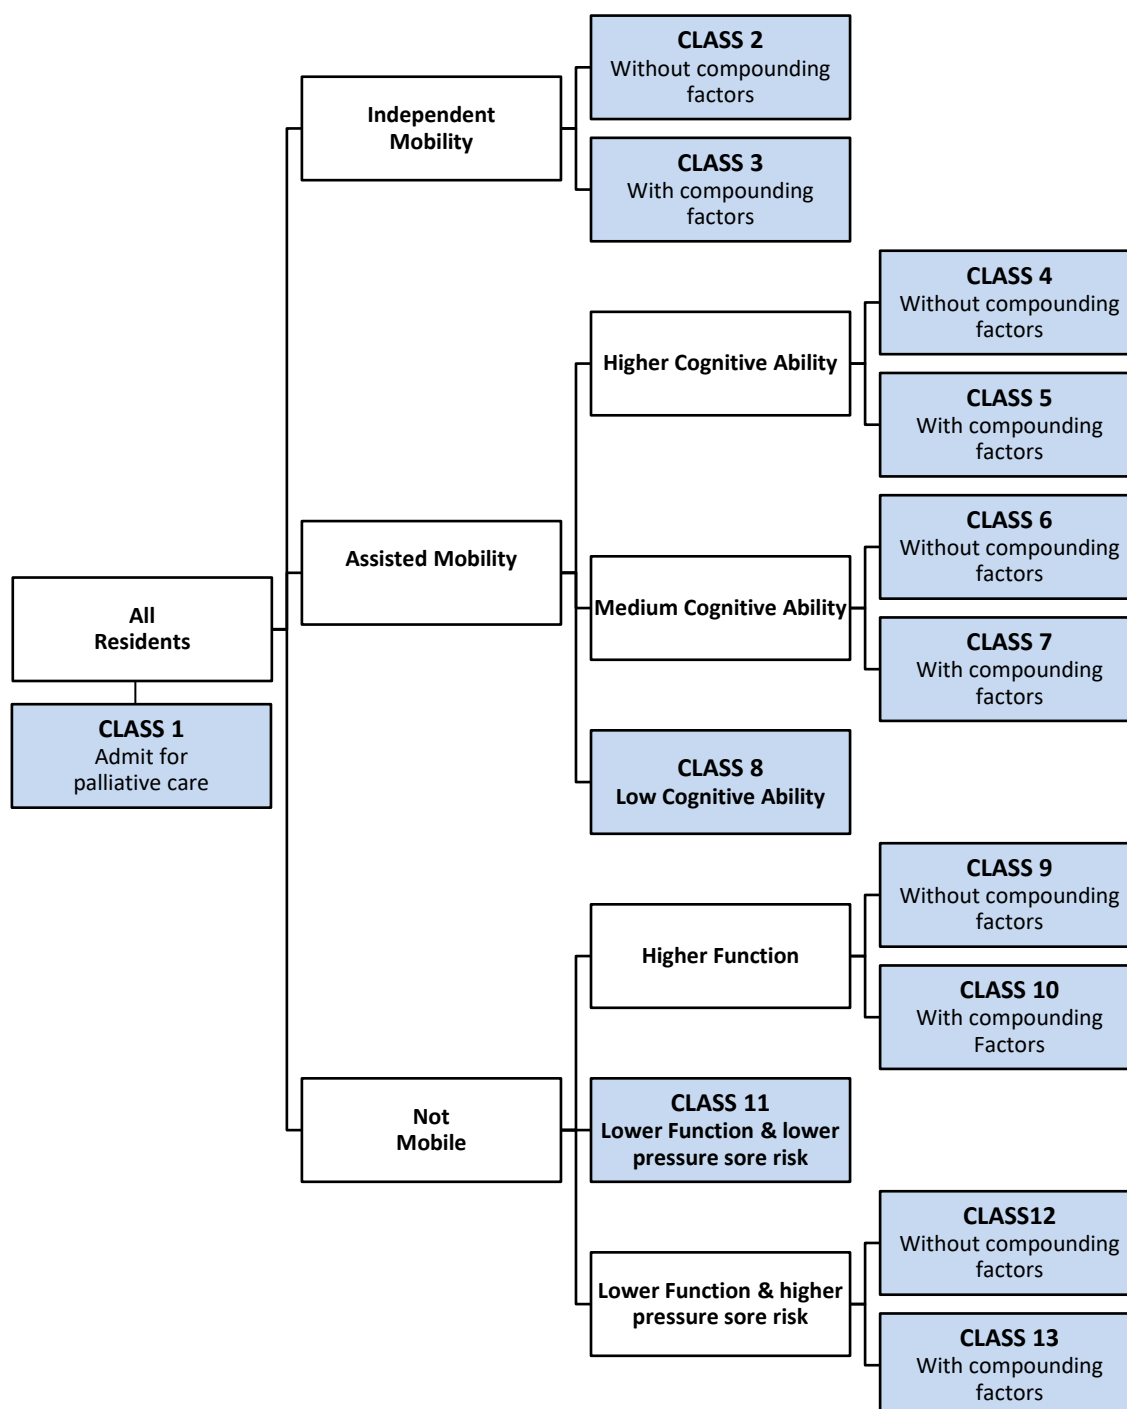 CLASS 2
Without compounding
factors
Independent
Mobility
CLASS 3
With compounding
factors
CLASS 4
Without compounding
factors
Higher Cognitive Ability
CLASS 5
With compounding
factors
CLASS 6
Without compounding
factors
Assisted Mobility
Medium Cognitive Ability
All
Residents
CLASS 7
With compounding
factors
CLASS 1
Admit for
palliative care
CLASS 8
Low Cognitive Ability
CLASS 9
Without compounding
factors
Higher Function
CLASS 10
With compounding
Factors
Not
Mobile
CLASS 11
Lower Function & lower
pressure sore risk
CLASS12
Without compounding
factors
Lower Function & higher
pressure sore risk
CLASS 13
With compounding
factors